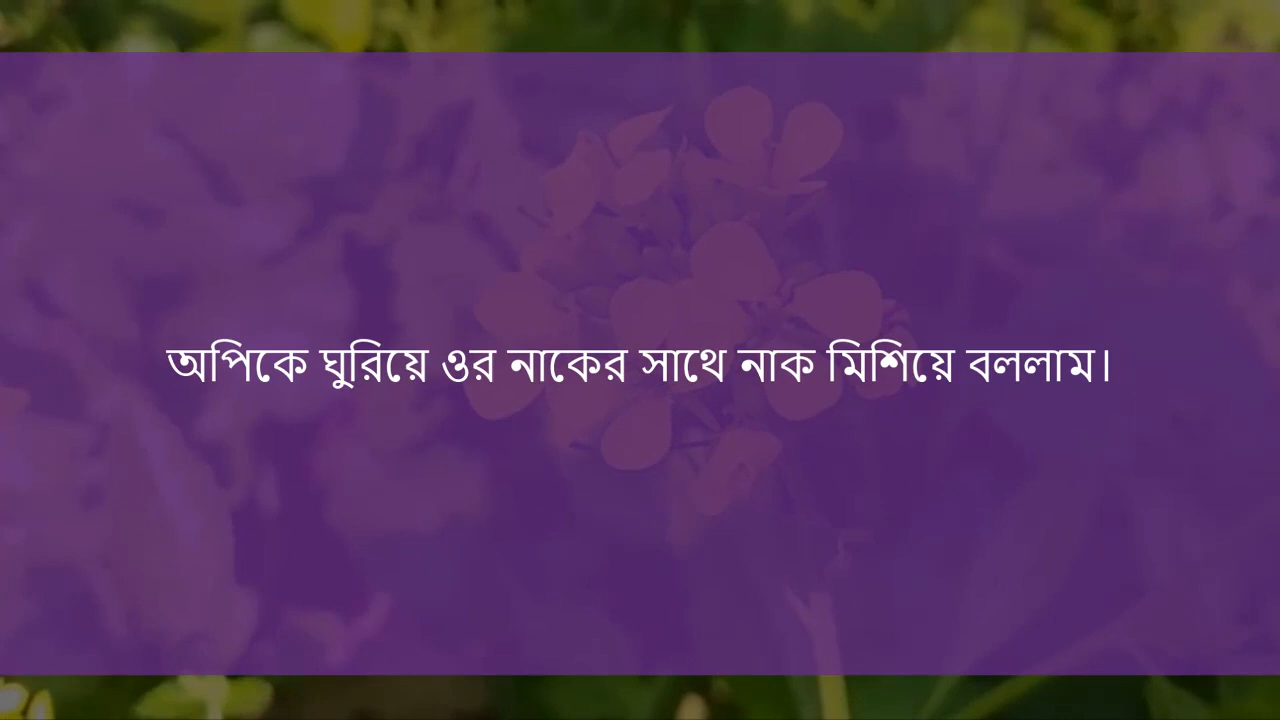 অপিকে ঘুরিয়ে ওর নাকের সাথে নাক মিশিয়ে বললাম।